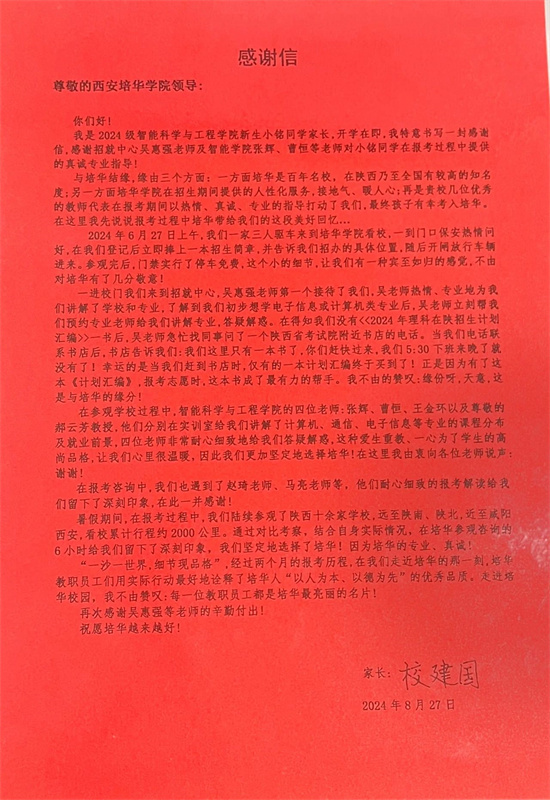 感谢信
尊敬的西安培华学院领导：
你们好！
我是2024级智能科学与工程学院新生小铭同学家长，开学在即，我特意书写一封感谢
信，感谢招就中心吴惠强老师及智能学院张辉、曹恒等老师对小铭同学在报考过程中提供
的真诚专业指导！
与培华结缘，缘由三个方面：一方面培华是百年名校，在陕西乃至全国有较高的知名
度；另一方面培华学院在招生期间提供的人性化服务，接地气、暖人心；再是贵校几位优秀
的教师代表在报考期间以热情、真诚、专业的指导打动了我们，最终孩子有幸考入培华。
在这里我先说说报考过程中培华带给我们的这段美好回忆…
2024年6月27日上午，我们一家三人驱车来到培华学院看校，一到门口保安热情问
好，在我们登记后立即捧上一本招生简章，并告诉我们招办的具体位置，随后开闸放行车辆
进来。参观完后，门禁实行了停车免费，这个小的细节，让我们有一种宾至如归的感觉，不由
对培华有了几分敬意！
一进校门我们来到招就中心，吴惠强老师第一个接待了我们，吴老师热情、专业地为我
们讲解了学校和专业，了解到我们初步想学电子信息或计算机类专业后，吴老师立刻帮我
们预约专业老师给我们讲解专业，答疑解惑。在得知我们没有<<2024年理科在陕招生计划
汇编>>一书后，吴老师急忙找同事问了一个陕西省考试院附近书店的电话。当我们电话联
系书店后，书店告诉我们：我们这里只有一本了，你们赶快过来，我们5:30下班来晚了就
没有了！幸运的是当我们赶到书店时，仅有的一本计划汇编终于买到了！正是因为有了这
本《计划汇编》，报考志愿时，这本书成了最有力的帮手。我不由的赞叹：缘份呀，天意，这
是与培华的缘分！
在参观学校过程中，智能科学与工程学院的四位老师：张辉、曹恒、王金环以及尊敬的
郝云芳教授，他们分别在实训室给我们讲解了计算机、通信、电子信息等专业的课程分布
及就业前景，四位老师非常耐心细致地给我们答疑解惑，这种爱生重教、一心为了学生的高
尚品格，让我们心里很温暖，因此我们更加坚定地选择培华！在这里我由衷向各位老师说声：
谢谢！
在报考咨询中，我们也遇到了赵琦老师、马亮老师等，他们耐心细致的报考解读给我
们留下了深刻印象，在此一并感谢！
暑假期间，在报考过程中，我们陆续参观了陕西十余家学校，远至陕南、陕北，近至咸阳
西安，看校累计行程约2000公里。通过对比考察，结合自身实际情况，在培华参观咨询的
6小时给我们留下了深刻印象，我们坚定地选择了培华！因为培华的专业、真诚！
“一沙一世界，细节现品格”，经过两个月的报考历程，在我们走近培华的那一刻，培华
教职员工们用实际行动最好地诠释了培华人“以人为本、以德为先”的优秀品质。走进培
华校园，我不由的赞叹：每一位教职员工都是培华最亮丽的名片！
再次感谢吴惠强等老师的辛勤付出！
祝愿培华越来越好！
家长：校建国
2024年8月27日